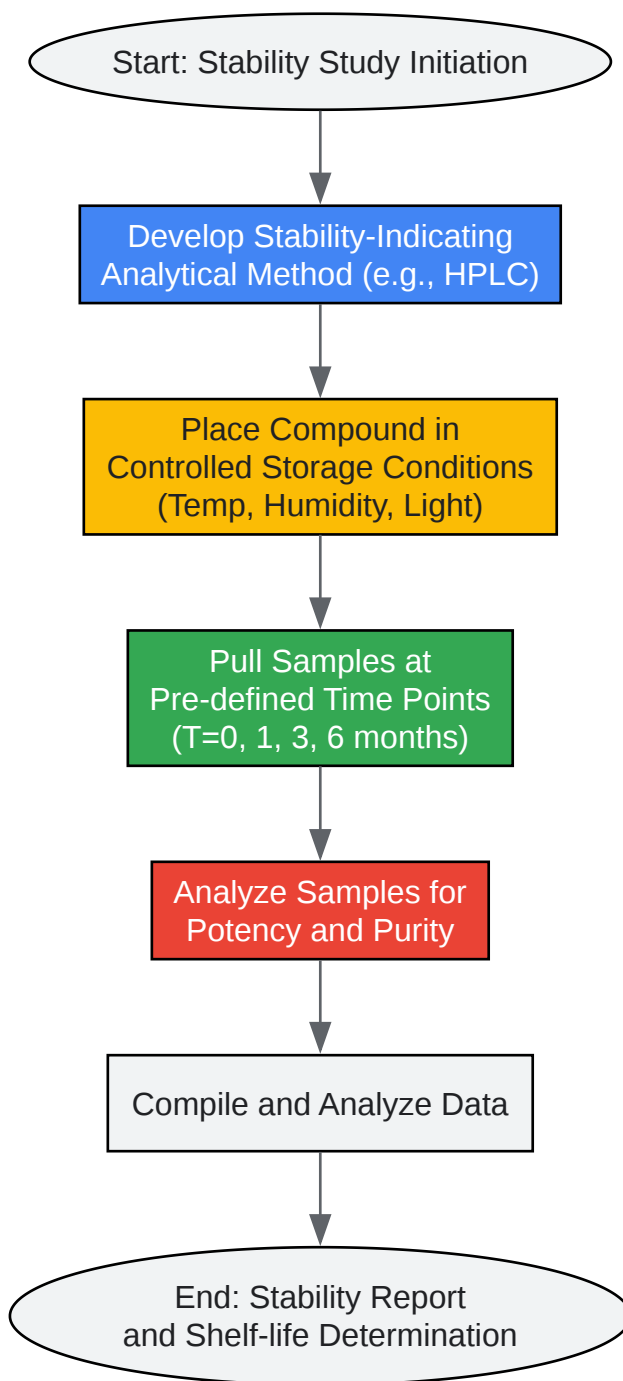 Start: Stability Study Initiation
Develop Stability-Indicating
Analytical Method (e.g., HPLC)
Place Compound in
Controlled Storage Conditions
(Temp, Humidity, Light)
Pull Samples at
Pre-defined Time Points
(T=0, 1, 3, 6 months)
Analyze Samples for
Potency and Purity
Compile and Analyze Data
End: Stability Report
and Shelf-life Determination